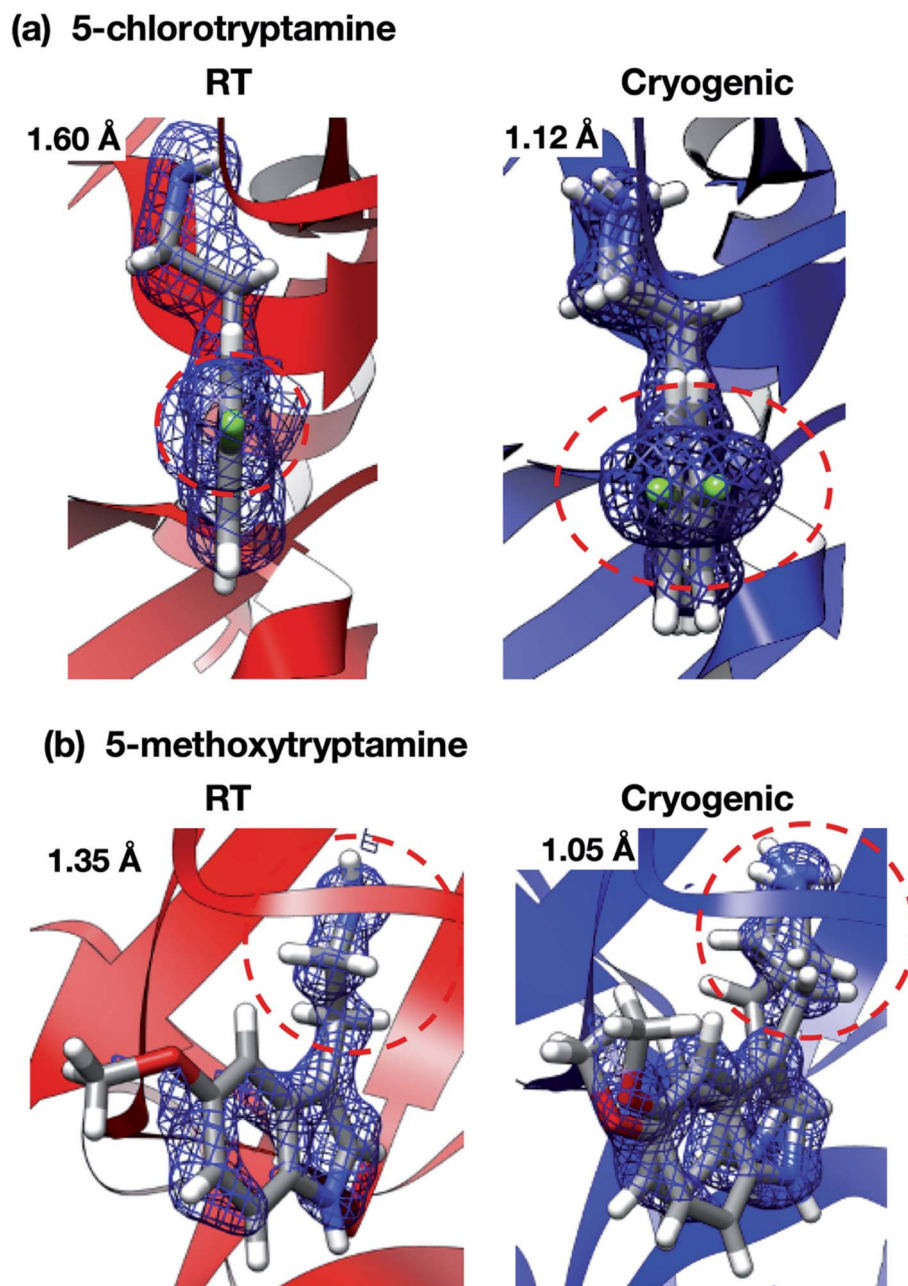 (a) 5-chlorotryptamine
RT Cryogenic
1.60 Å 1.12 Å
(b) 5-methoxytryptamine
RT Cryogenic
1.35 Å 1.05 Å